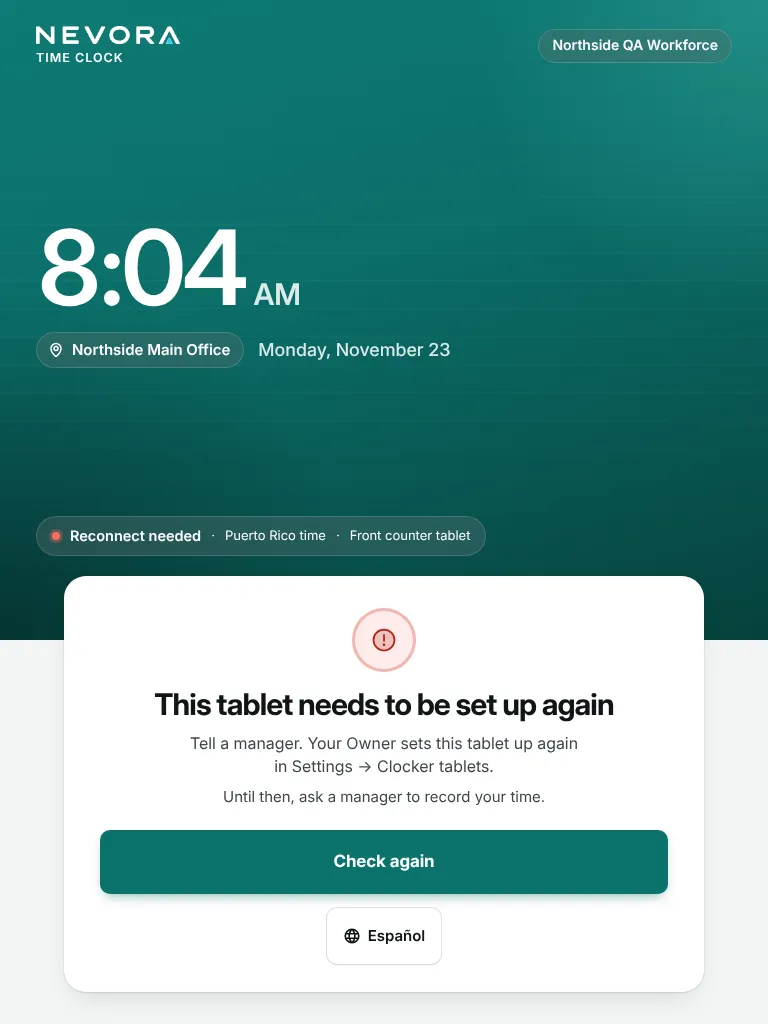 NEVORA
TIME CLOCK
Northside QA Workforce
8:04 AM
Northside Main Office
Monday, November 23
Reconnect needed · Puerto Rico time · Front counter tablet
This tablet needs to be set up again
Tell a manager. Your Owner sets this tablet up again
in Settings → Clocker tablets.
Until then, ask a manager to record your time.
Check again
Español